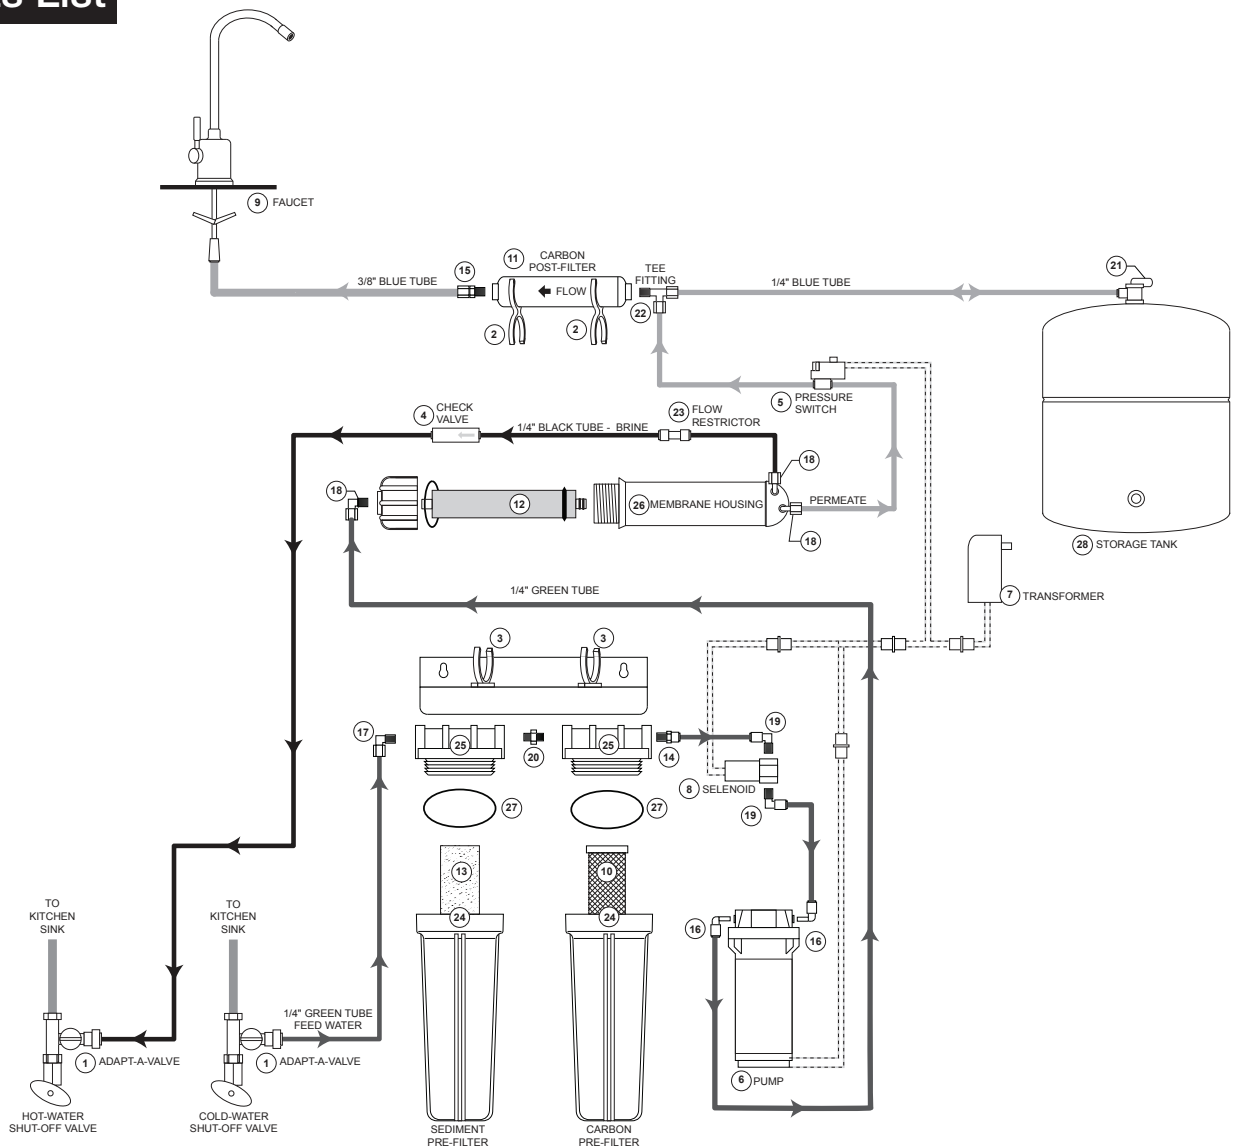 9 FAUCET
11 CARBON
POST-FILTER
15
TEE
FITTING
21
3/8" BLUE TUBE
1/4" BLUE TUBE
FLOW
22
2
2
5 PRESSURE
SWITCH
4 CHECK
VALVE
23 FLOW
RESTRICTOR
1/4" BLACK TUBE - BRINE
18
18
12
26 MEMBRANE HOUSING
PERMEATE
18
28 STORAGE TANK
1/4" GREEN TUBE
7 TRANSFORMER
3
3
17
19
25
20
25
14
8 SELENOID
27
27
19
13
10
24
24
TO
KITCHEN
SINK
TO
KITCHEN
SINK
16
16
1/4" GREEN TUBE
FEED WATER
1 ADAPT-A-VALVE
1 ADAPT-A-VALVE
6 PUMP
HOT-WATER
SHUT-OFF VALVE
COLD-WATER
SHUT-OFF VALVE
SEDIMENT
PRE-FILTER
CARBON
PRE-FILTER